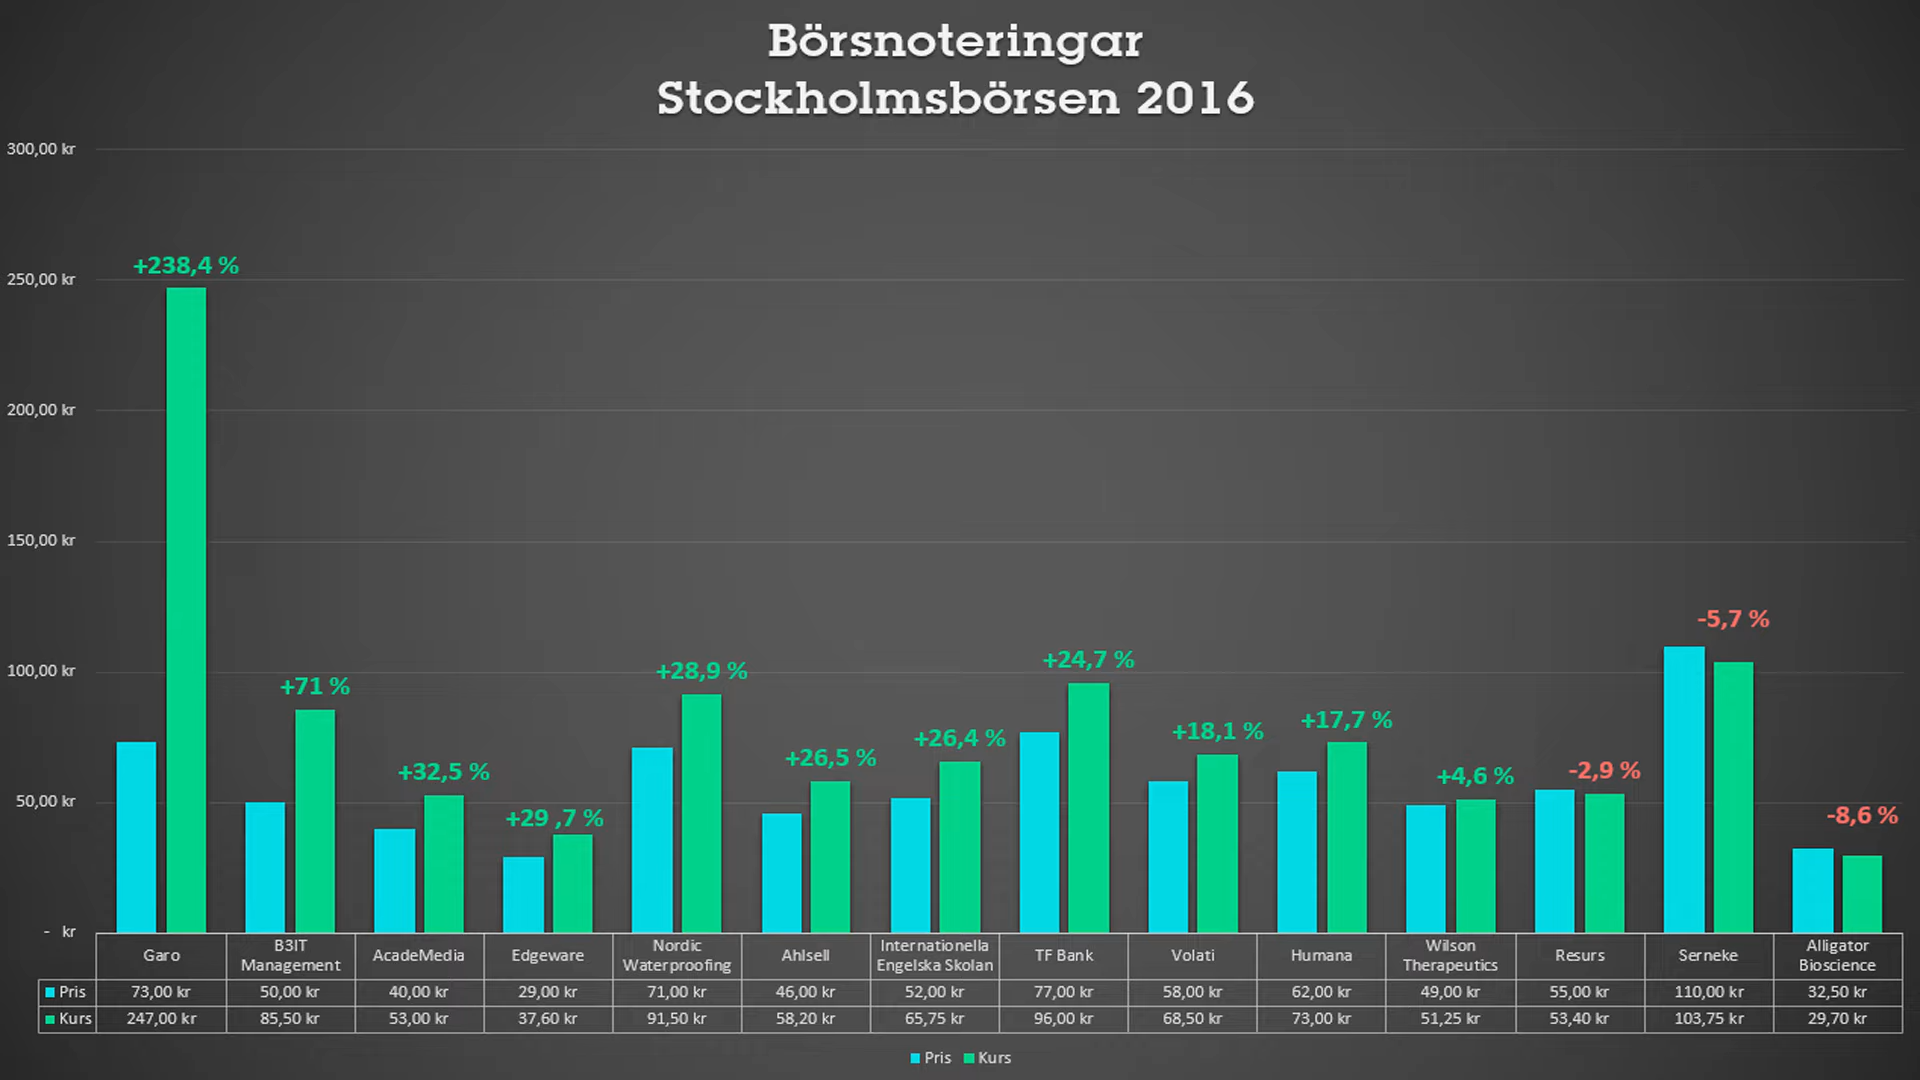 Börsnoteringar
Stockholmsbörsen 2016
300,00 kr
250,00 kr
200,00 kr
150,00 kr
100,00 kr
50,00 kr
- kr
+238,4 %
+71 %
+32,5 %
+29 ,7 %
+28,9 %
+26,5 %
+26,4 %
+24,7 %
+18,1 %
+17,7 %
+4,6 %
-2,9 %
-5,7 %
-8,6 %
Garo B3IT Management AcadeMedia Edgeware Nordic Waterproofing Ahlsell Internationella Engelska Skolan TF Bank Volati Humana Wilson Therapeutics Resurs Serneke Alligator Bioscience
Pris 73,00 kr 50,00 kr 40,00 kr 29,00 kr 71,00 kr 46,00 kr 52,00 kr 77,00 kr 58,00 kr 62,00 kr 49,00 kr 55,00 kr 110,00 kr 32,50 kr
Kurs 247,00 kr 85,50 kr 53,00 kr 37,60 kr 91,50 kr 58,20 kr 65,75 kr 96,00 kr 68,50 kr 73,00 kr 51,25 kr 53,40 kr 103,75 kr 29,70 kr
Pris Kurs